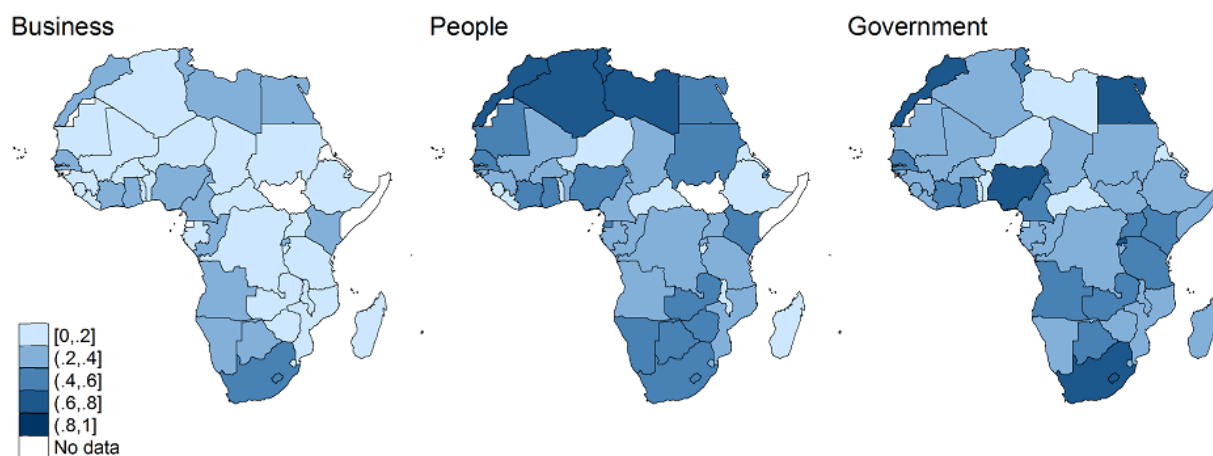 Business
People
Government
[0,.2]
(.2,.4]
(.4,.6]
(.6,.8]
(.8,1]
No data